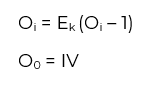 Oᵢ = Eₖ (Oᵢ – 1)
O₀ = IV